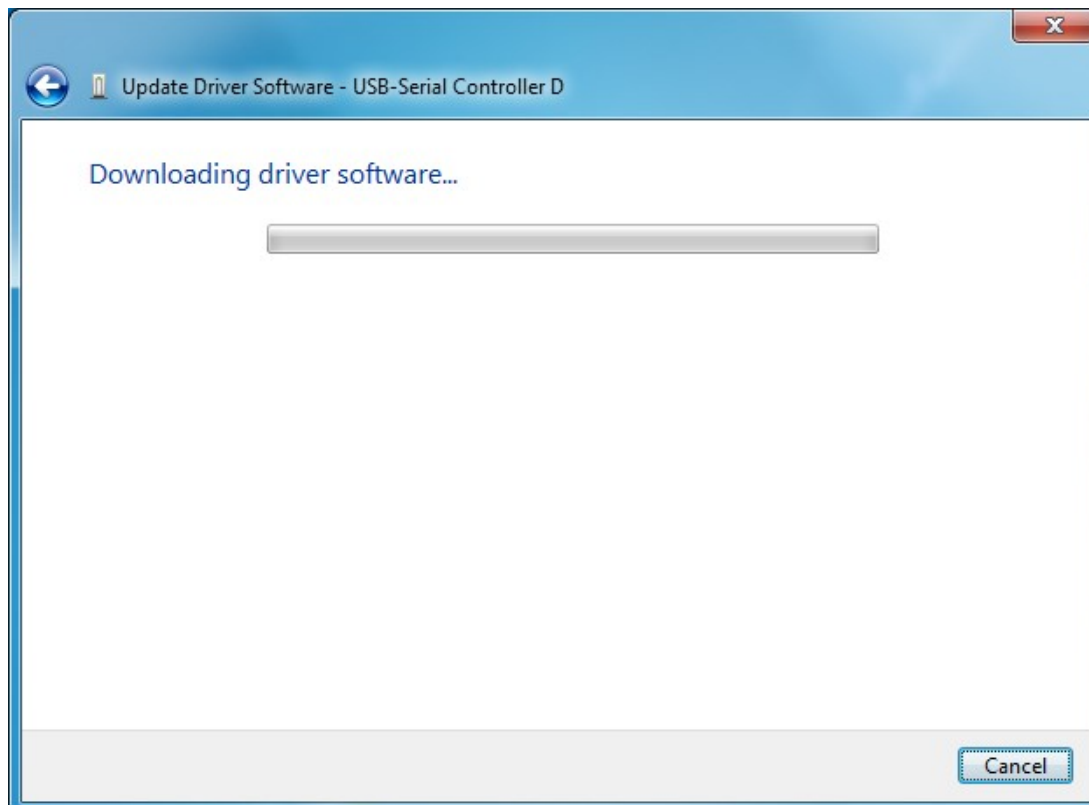 Update Driver Software - USB-Serial Controller D
Downloading driver software...
Cancel